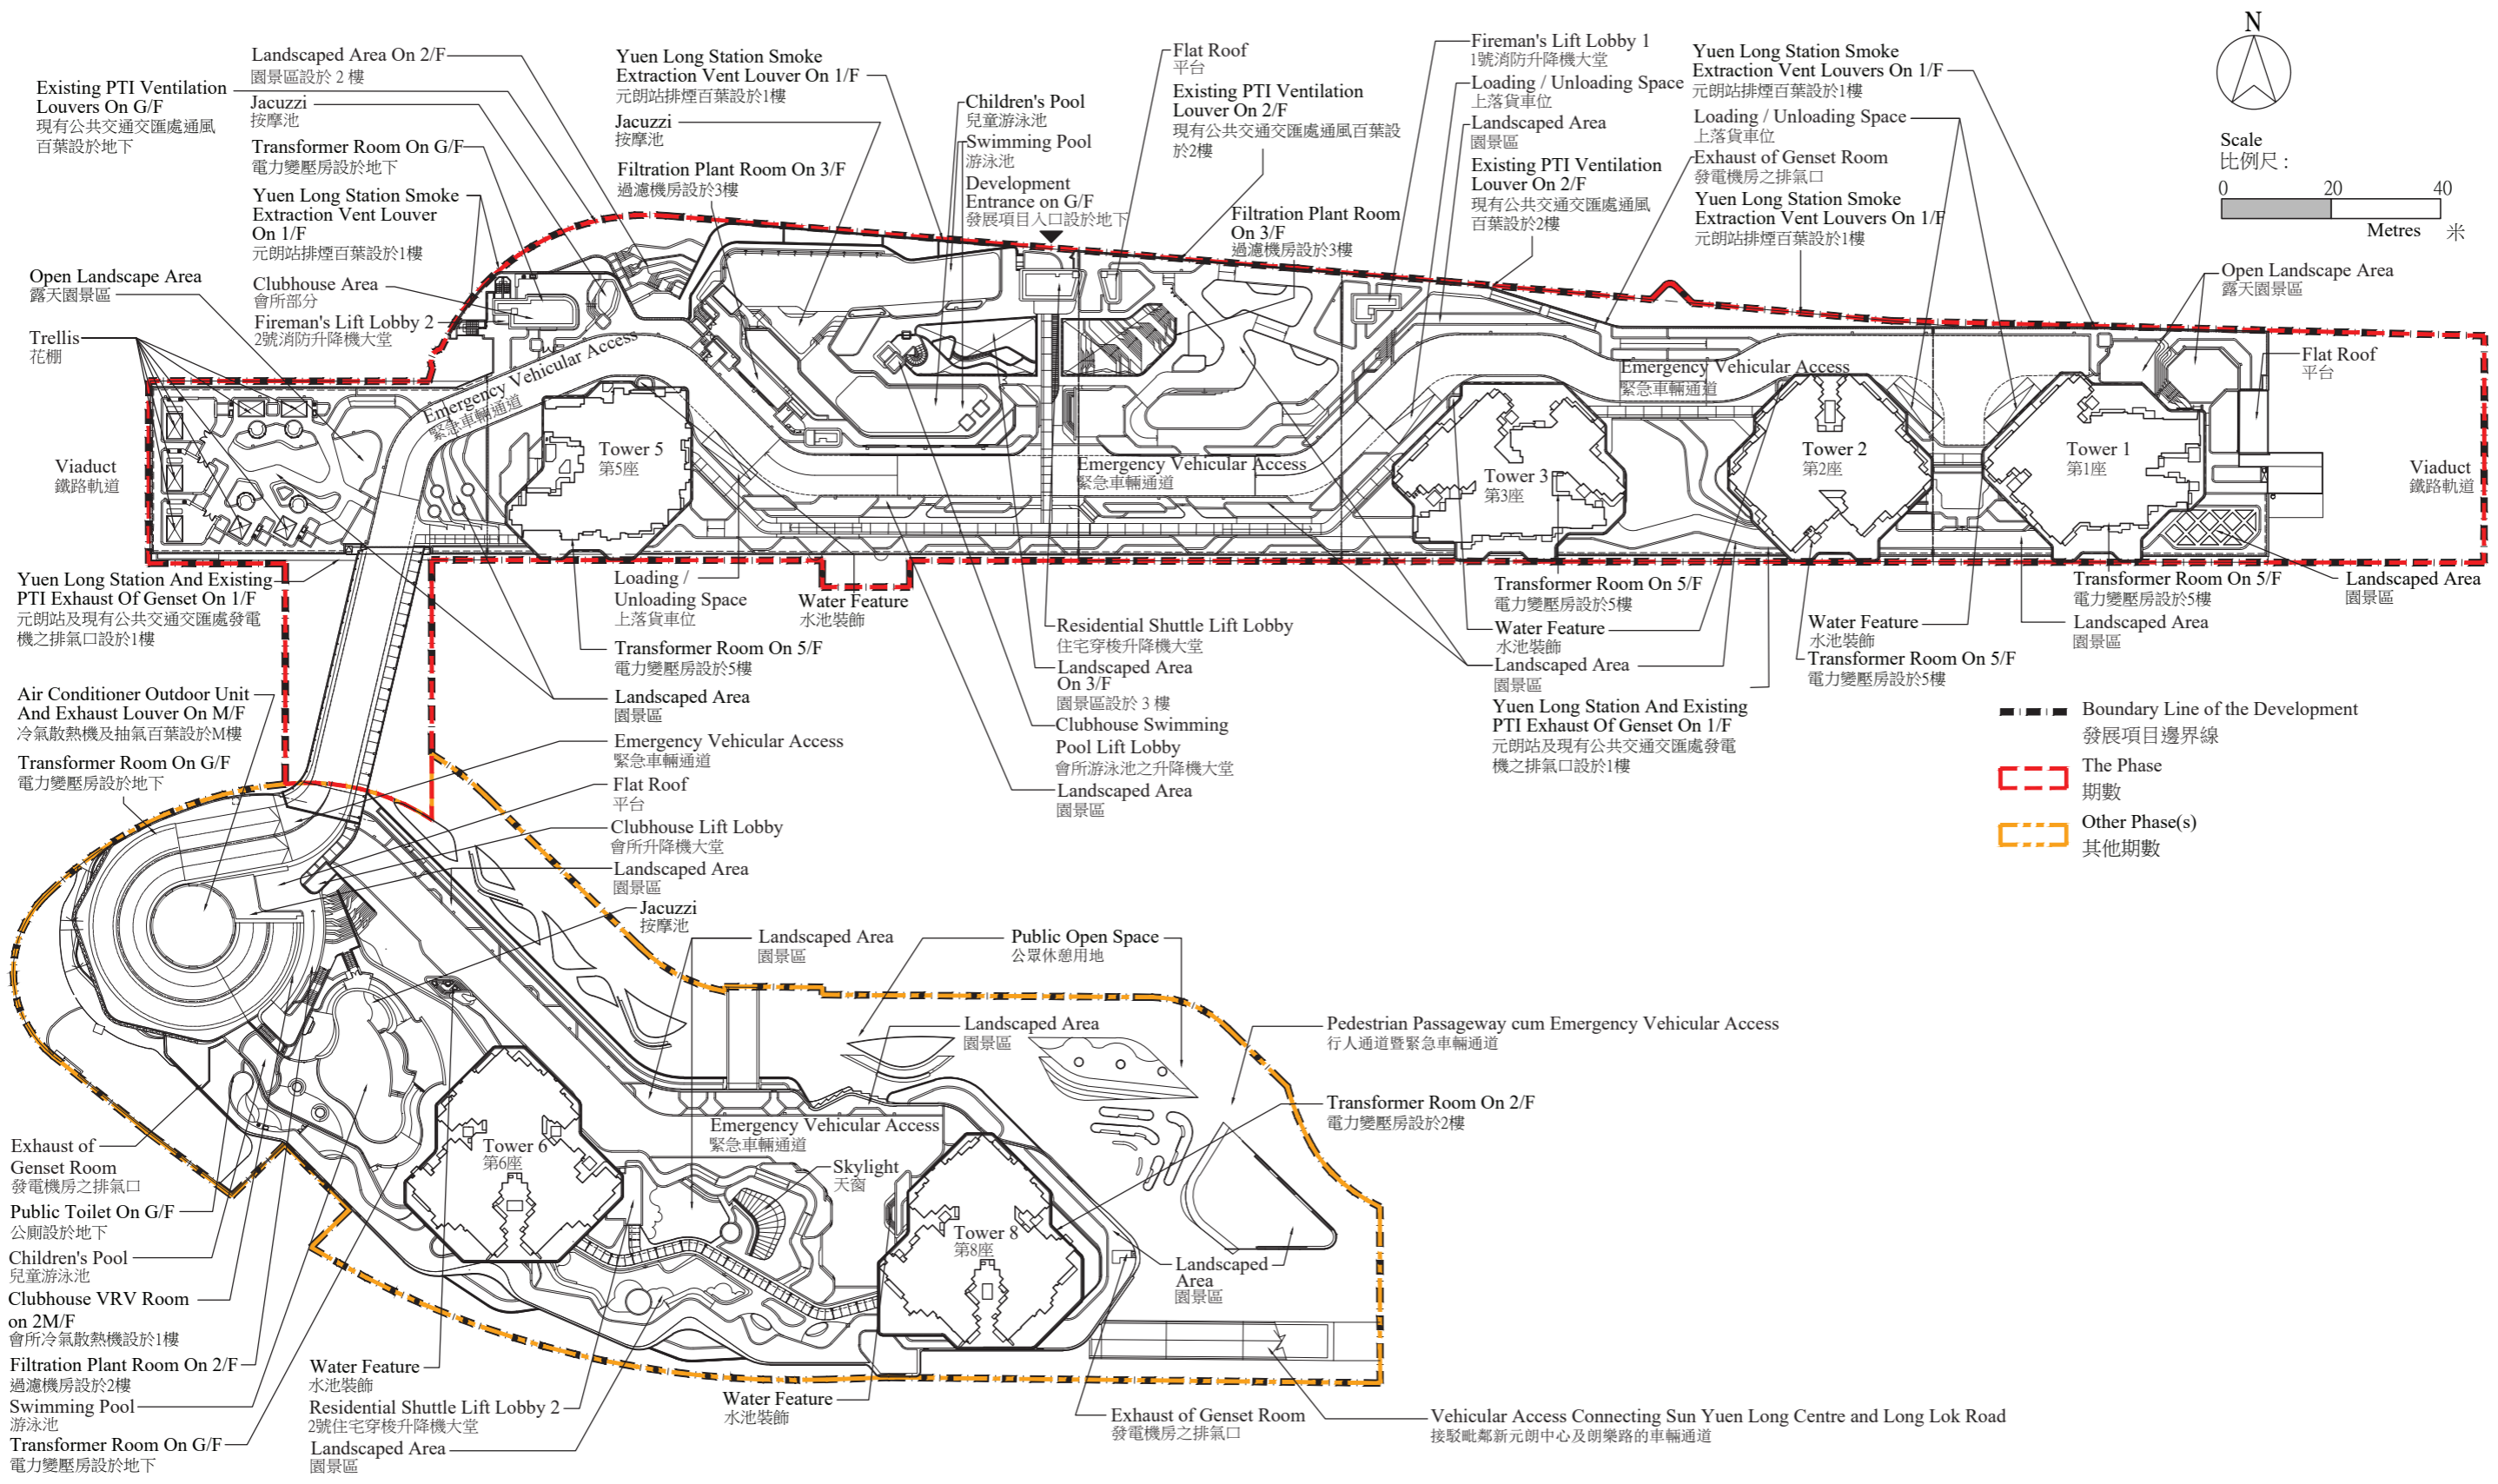 N
Scale
比例尺 :
0 20 40
Metres 米
Landscaped Area On 2/F
園景區設於 2 樓
Existing PTI Ventilation
Louvers On G/F
現有公共交通交匯處通風
百葉設於地下
Jacuzzi
按摩池
Transformer Room On G/F
電力變壓房設於地下
Yuen Long Station Smoke
Extraction Vent Louver
On 1/F
元朗站排煙百葉設於1樓
Open Landscape Area
露天園景區
Clubhouse Area
會所部分
Fireman's Lift Lobby 2
2號消防升降機大堂
Trellis
花棚
Viaduct
鐵路軌道
Yuen Long Station Smoke
Extraction Vent Louver On 1/F
元朗站排煙百葉設於1樓
Jacuzzi
按摩池
Filtration Plant Room On 3/F
過濾機房設於3樓
Children's Pool
兒童游泳池
Swimming Pool
游泳池
Development
Entrance on G/F
發展項目入口設於地下
Flat Roof
平台
Existing PTI Ventilation
Louver On 2/F
現有公共交通交匯處通風百葉設
於2樓
Filtration Plant Room
On 3/F
過濾機房設於3樓
Fireman's Lift Lobby 1
1號消防升降機大堂
Loading / Unloading Space
上落貨車位
Landscaped Area
園景區
Existing PTI Ventilation
Louver On 2/F
現有公共交通交匯處通風
百葉設於2樓
Yuen Long Station Smoke
Extraction Vent Louvers On 1/F
元朗站排煙百葉設於1樓
Loading / Unloading Space
上落貨車位
Exhaust of Genset Room
發電機房之排氣口
Yuen Long Station Smoke
Extraction Vent Louvers On 1/F
元朗站排煙百葉設於1樓
Open Landscape Area
露天園景區
Flat Roof
平台
Viaduct
鐵路軌道
Emergency Vehicular Access
緊急車輛通道
Tower 5
第5座
Emergency Vehicular Access
緊急車輛通道
Emergency Vehicular Access
緊急車輛通道
Tower 3
第3座
Tower 2
第2座
Tower 1
第1座
Yuen Long Station And Existing
PTI Exhaust Of Genset On 1/F
元朗站及現有公共交通交匯處發電
機之排氣口設於1樓
Loading /
Unloading Space
上落貨車位
Transformer Room On 5/F
電力變壓房設於5樓
Landscaped Area
園景區
Water Feature
水池裝飾
Residential Shuttle Lift Lobby
住宅穿梭升降機大堂
Landscaped Area
On 3/F
園景區設於 3 樓
Clubhouse Swimming
Pool Lift Lobby
會所游泳池之升降機大堂
Landscaped Area
園景區
Transformer Room On 5/F
電力變壓房設於5樓
Water Feature
水池裝飾
Landscaped Area
園景區
Yuen Long Station And Existing
PTI Exhaust Of Genset On 1/F
元朗站及現有公共交通交匯處發電
機之排氣口設於1樓
Water Feature
水池裝飾
Transformer Room On 5/F
電力變壓房設於5樓
Transformer Room On 5/F
電力變壓房設於5樓
Landscaped Area
園景區
Landscaped Area
園景區
Boundary Line of the Development
發展項目邊界線
The Phase
期數
Other Phase(s)
其他期數
Air Conditioner Outdoor Unit
And Exhaust Louver On M/F
冷氣散熱機及抽氣百葉設於M樓
Transformer Room On G/F
電力變壓房設於地下
Emergency Vehicular Access
緊急車輛通道
Flat Roof
平台
Clubhouse Lift Lobby
會所升降機大堂
Landscaped Area
園景區
Jacuzzi
按摩池
Landscaped Area
園景區
Public Open Space
公眾休憩用地
Landscaped Area
園景區
Pedestrian Passageway cum Emergency Vehicular Access
行人通道暨緊急車輛通道
Transformer Room On 2/F
電力變壓房設於2樓
Emergency Vehicular Access
緊急車輛通道
Tower 6
第6座
Skylight
天窗
Tower 8
第8座
Landscaped
Area
園景區
Exhaust of
Genset Room
發電機房之排氣口
Public Toilet On G/F
公廁設於地下
Children's Pool
兒童游泳池
Clubhouse VRV Room
on 2M/F
會所冷氣散熱機設於1樓
Filtration Plant Room On 2/F
過濾機房設於2樓
Swimming Pool
游泳池
Transformer Room On G/F
電力變壓房設於地下
Water Feature
水池裝飾
Residential Shuttle Lift Lobby 2
2號住宅穿梭升降機大堂
Landscaped Area
園景區
Water Feature
水池裝飾
Exhaust of Genset Room
發電機房之排氣口
Vehicular Access Connecting Sun Yuen Long Centre and Long Lok Road
接駁毗鄰新元朗中心及朗樂路的車輛通道